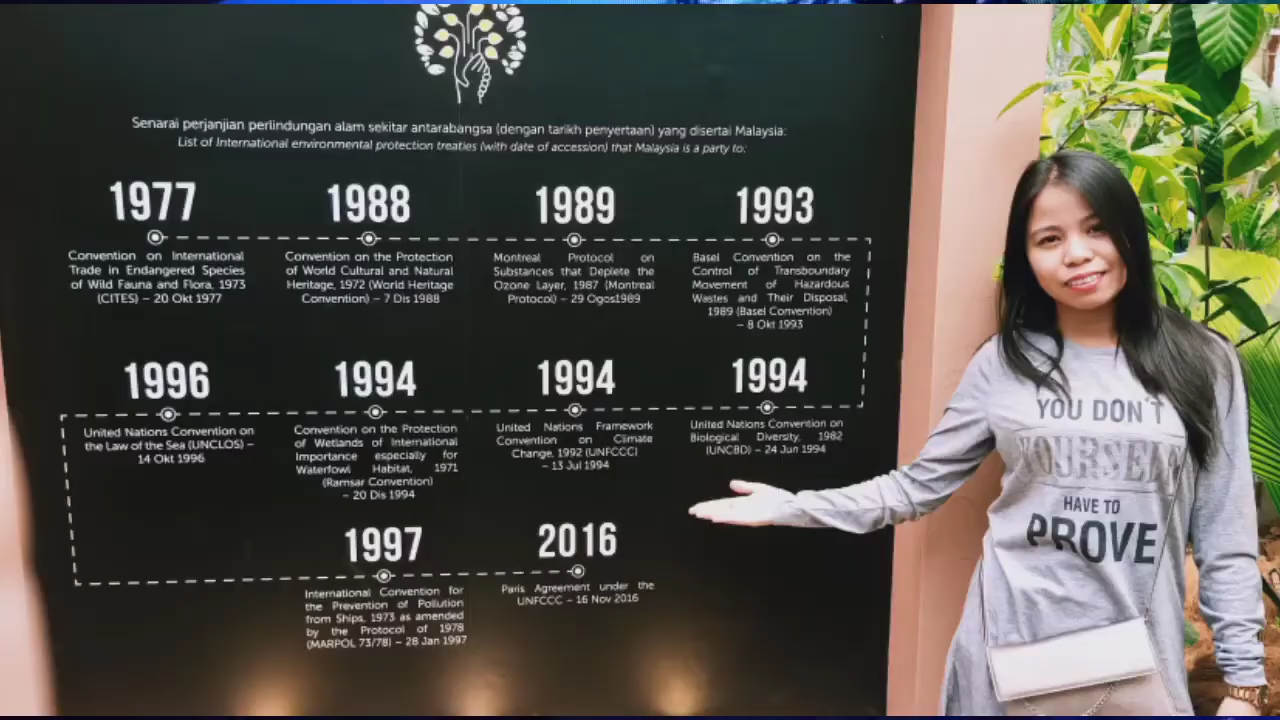 Senarai perjanjian perlindungan alam sekitar antarabangsa (dengan tarikh penyertaan) yang disertai Malaysia:
List of International environmental protection treaties (with date of accession) that Malaysia is a party to:
1977
Convention on International
Trade in Endangered Species
of Wild Fauna and Flora, 1973
(CITES) – 20 Okt 1977
1988
Convention on the Protection
of World Cultural and Natural
Heritage, 1972 (World Heritage
Convention) – 7 Dis 1988
1989
Montreal Protocol on
Substances that Deplete the
Ozone Layer, 1987 (Montreal
Protocol) – 29 Ogos1989
1993
Basel Convention on the
Control of Transboundary
Movement of Hazardous
Wastes and Their Disposal,
1989 (Basel Convention)
– 8 Okt 1993
1996
United Nations Convention on
the Law of the Sea (UNCLOS) –
14 Okt 1996
1994
Convention on the Protection
of Wetlands of International
Importance especially for
Waterfowl Habitat, 1971
(Ramsar Convention)
– 20 Dis 1994
1994
United Nations Framework
Convention on Climate
Change, 1992 (UNFCCC)
– 13 Jul 1994
1994
United Nations Convention on
Biological Diversity, 1982
(UNCBD) – 24 Jun 1994
1997
International Convention for
the Prevention of Pollution
from Ships, 1973 as amended
by the Protocol of 1978
(MARPOL 73/78) – 28 Jan 1997
2016
Paris Agreement under the
UNFCCC – 16 Nov 2016
YOU DON'T
YOURSELF
HAVE TO
PROVE